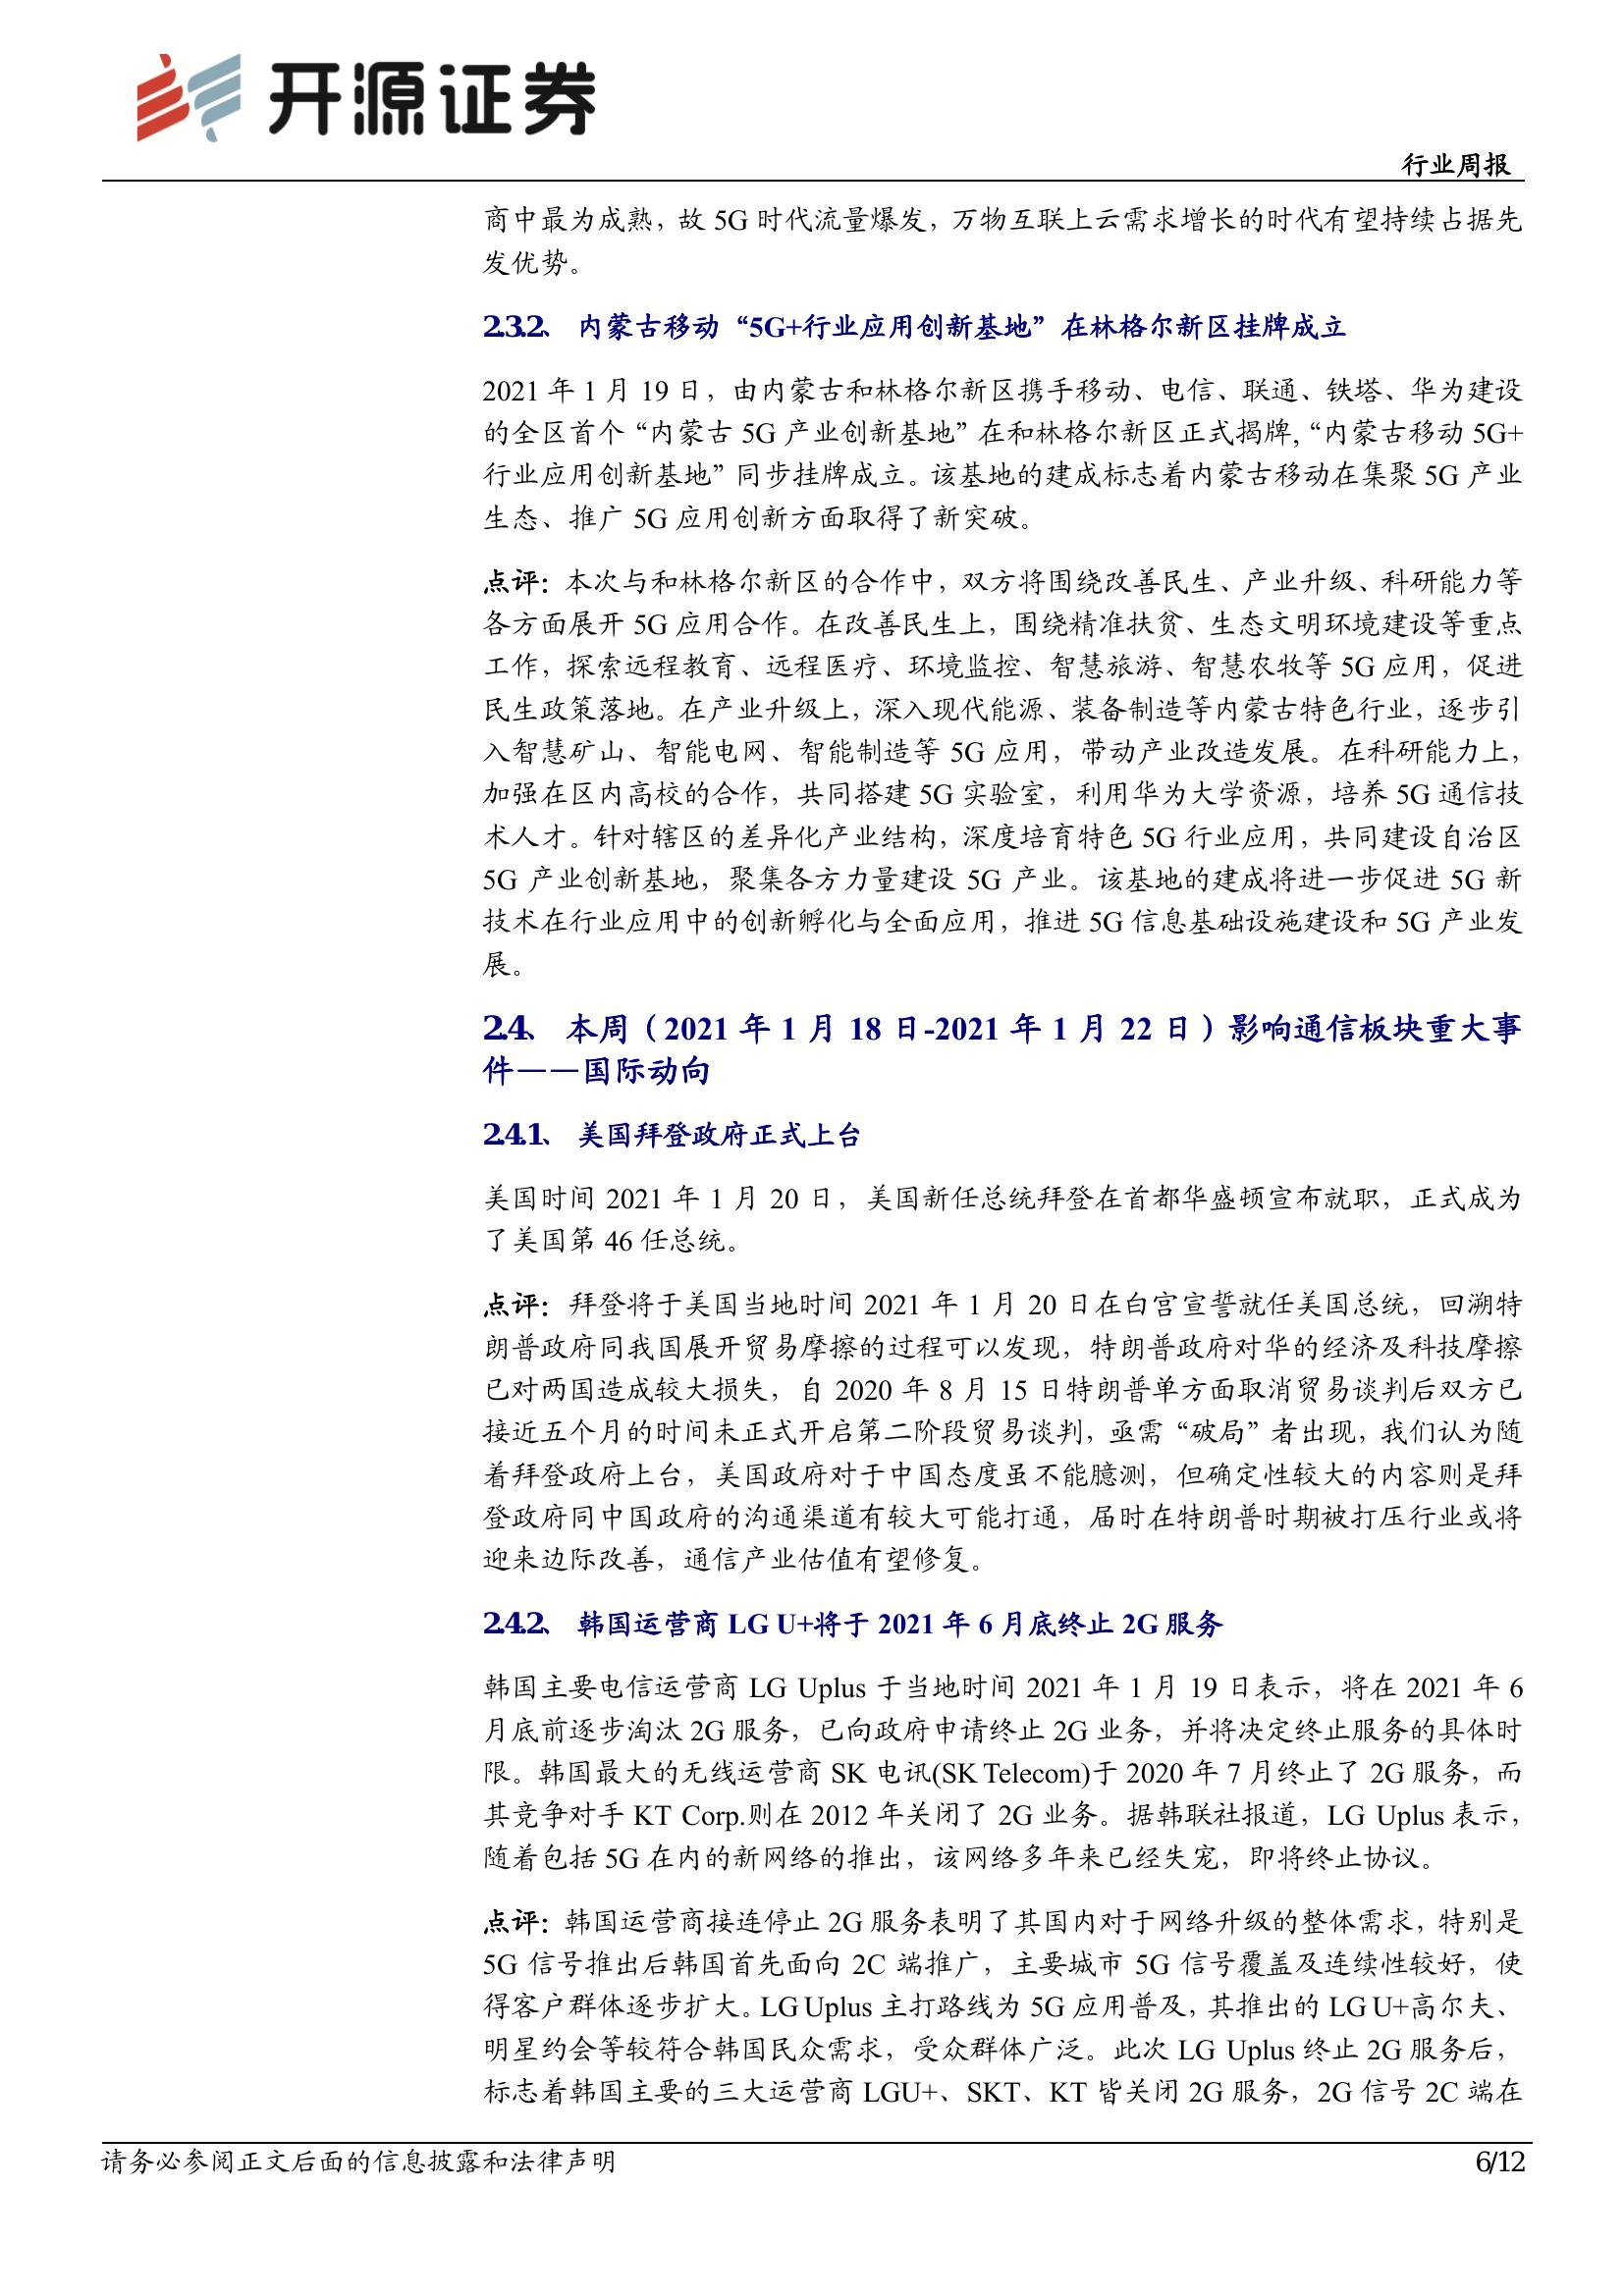 开源证券
行业周报
商中最为成熟，故 5G 时代流量爆发，万物互联上云需求增长的时代有望持续占据先
发优势。
2.3.2、 内蒙古移动“5G+行业应用创新基地”在林格尔新区挂牌成立
2021 年 1 月 19 日，由内蒙古和林格尔新区携手移动、电信、联通、铁塔、华为建设
的全区首个“内蒙古 5G 产业创新基地”在和林格尔新区正式揭牌，“内蒙古移动 5G+
行业应用创新基地”同步挂牌成立。该基地的建成标志着内蒙古移动在集聚 5G 产业
生态、推广 5G 应用创新方面取得了新突破。
点评：本次与和林格尔新区的合作中，双方将围绕改善民生、产业升级、科研能力等
各方面展开 5G 应用合作。在改善民生上，围绕精准扶贫、生态文明环境建设等重点
工作，探索远程教育、远程医疗、环境监控、智慧旅游、智慧农牧等 5G 应用，促进
民生政策落地。在产业升级上，深入现代能源、装备制造等内蒙古特色行业，逐步引
入智慧矿山、智能电网、智能制造等 5G 应用，带动产业改造发展。在科研能力上，
加强在区内高校的合作，共同搭建 5G 实验室，利用华为大学资源，培养 5G 通信技
术人才。针对辖区的差异化产业结构，深度培育特色 5G 行业应用，共同建设自治区
5G 产业创新基地，聚集各方力量建设 5G 产业。该基地的建成将进一步促进 5G 新
技术在行业应用中的创新孵化与全面应用，推进 5G 信息基础设施建设和 5G 产业发
展。
2.4、 本周（2021 年 1 月 18 日-2021 年 1 月 22 日）影响通信板块重大事
件——国际动向
2.4.1、 美国拜登政府正式上台
美国时间 2021 年 1 月 20 日，美国新任总统拜登在首都华盛顿宣布就职，正式成为
了美国第 46 任总统。
点评：拜登将于美国当地时间 2021 年 1 月 20 日在白宫宣誓就任美国总统，回溯特
朗普政府同我国展开贸易摩擦的过程可以发现，特朗普政府对华的经济及科技摩擦
已对两国造成较大损失，自 2020 年 8 月 15 日特朗普单方面取消贸易谈判后双方已
接近五个月的时间未正式开启第二阶段贸易谈判，亟需“破局”者出现，我们认为随
着拜登政府上台，美国政府对于中国态度虽不能臆测，但确定性较大的内容则是拜
登政府同中国政府的沟通渠道有较大可能打通，届时在特朗普时期被打压行业或将
迎来边际改善，通信产业估值有望修复。
2.4.2、 韩国运营商 LG U+将于 2021 年 6 月底终止 2G 服务
韩国主要电信运营商 LG Uplus 于当地时间 2021 年 1 月 19 日表示，将在 2021 年 6
月底前逐步淘汰 2G 服务，已向政府申请终止 2G 业务，并将决定终止服务的具体时
限。韩国最大的无线运营商 SK 电讯(SK Telecom)于 2020 年 7 月终止了 2G 服务，而
其竞争对手 KT Corp.则在 2012 年关闭了 2G 业务。据韩联社报道，LG Uplus 表示，
随着包括 5G 在内的新网络的推出，该网络多年来已经失宠，即将终止协议。
点评：韩国运营商接连停止 2G 服务表明了其国内对于网络升级的整体需求，特别是
5G 信号推出后韩国首先面向 2C 端推广，主要城市 5G 信号覆盖及连续性较好，使
得客户群体逐步扩大。LG Uplus 主打路线为 5G 应用普及，其推出的 LG U+高尔夫、
明星约会等较符合韩国民众需求，受众群体广泛。此次 LG Uplus 终止 2G 服务后，
标志着韩国主要的三大运营商 LGU+、SKT、KT 皆关闭 2G 服务，2G 信号 2C 端在
请务必参阅正文后面的信息披露和法律声明
6/12